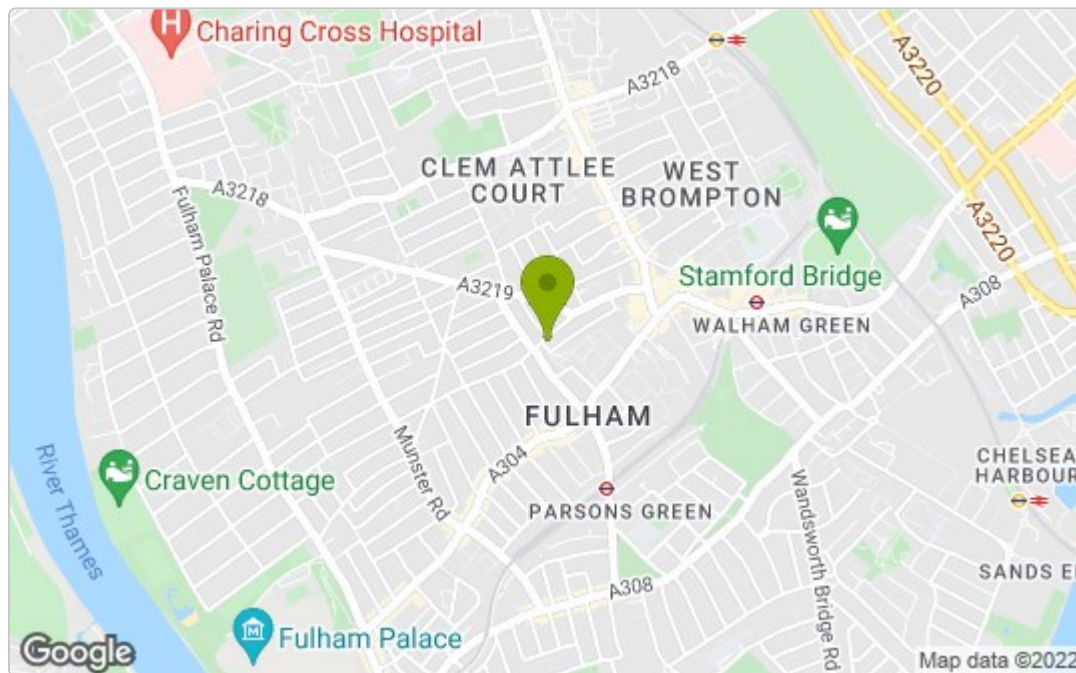 Charing Cross Hospital
A3218
A3220
CLEM ATTLEE
COURT
WEST
BROMPTON
A3218
Fulham Palace Rd
A3220
Stamford Bridge
A3219
A308
WALHAM GREEN
FULHAM
Munster Rd
A304
River Thames
Craven Cottage
CHELSEA
HARBOUR
PARSONS GREEN
Wandsworth Bridge Rd
SANDS E
A308
Fulham Palace
Google
Map data ©2022